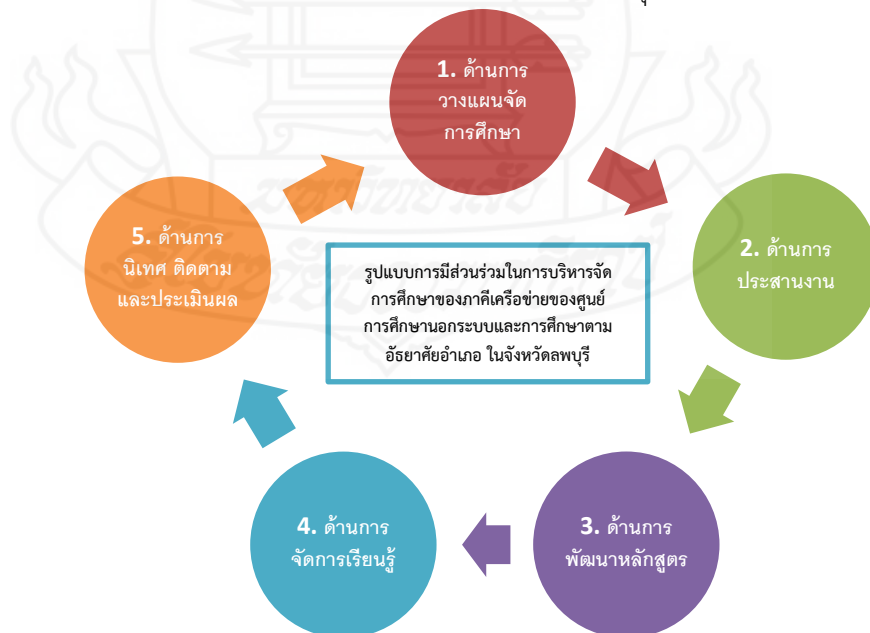 1. ด้านการ
วางแผนจัด
การศึกษา
2. ด้านการ
ประสานงาน
3. ด้านการ
พัฒนาหลักสูตร
4. ด้านการ
จัดการเรียนรู้
5. ด้านการ
นิเทศ ติดตาม
และประเมินผล
รูปแบบการมีส่วนร่วมในการบริหารจัด
การศึกษาของภาคีเครือข่ายของศูนย์
การศึกษานอกระบบและการศึกษาตาม
อัธยาศัยอำเภอ ในจังหวัดลพบุรี